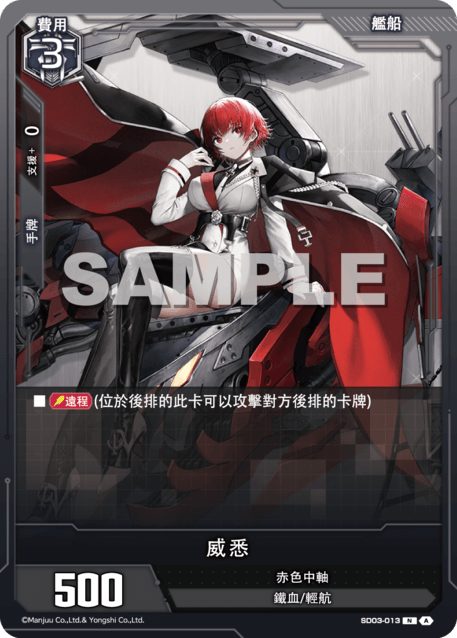 費用
3
艦船
支援+ 0
手牌
SAMPLE
■ 遠程 (位於後排的此卡可以攻擊對方後排的卡牌)
威悉
500
赤色中軸
鐵血/輕航
©Manjuu Co.,Ltd.& Yongshi Co.,Ltd.
SD03-013 N A